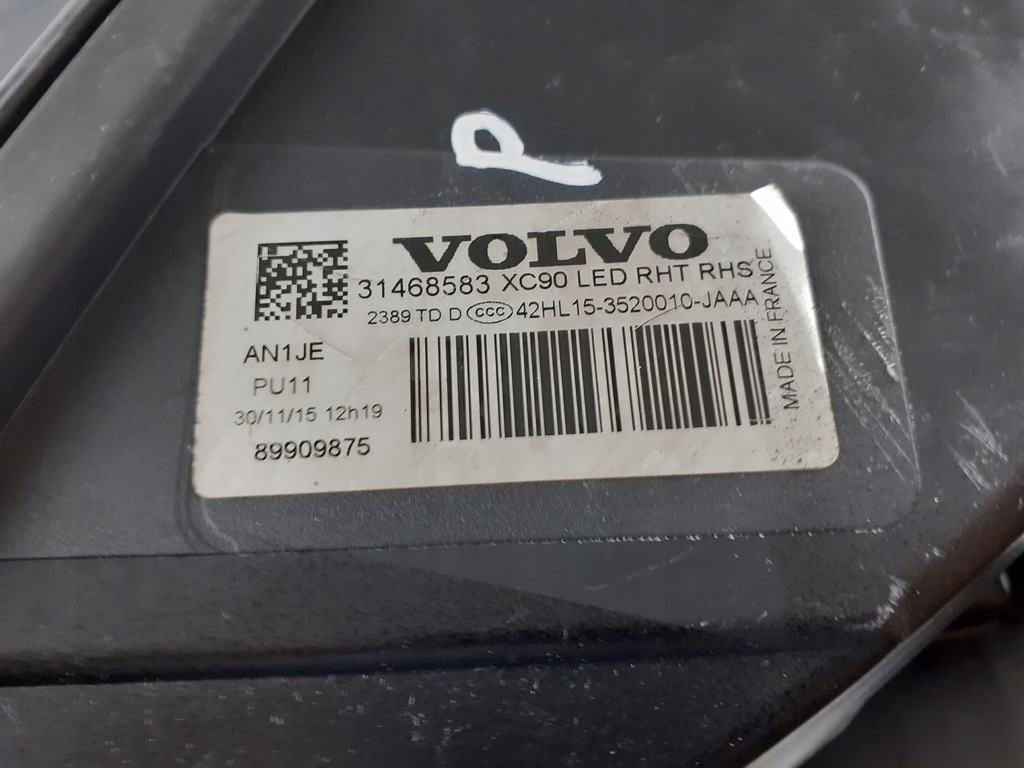 P
VOLVO
31468583 XC90 LED RHT RHS
2389 TD D CCC 42HL15-3520010-JAAA
MADE IN FRANCE.
AN1JE
PU11
30/11/15 12h19
89909875